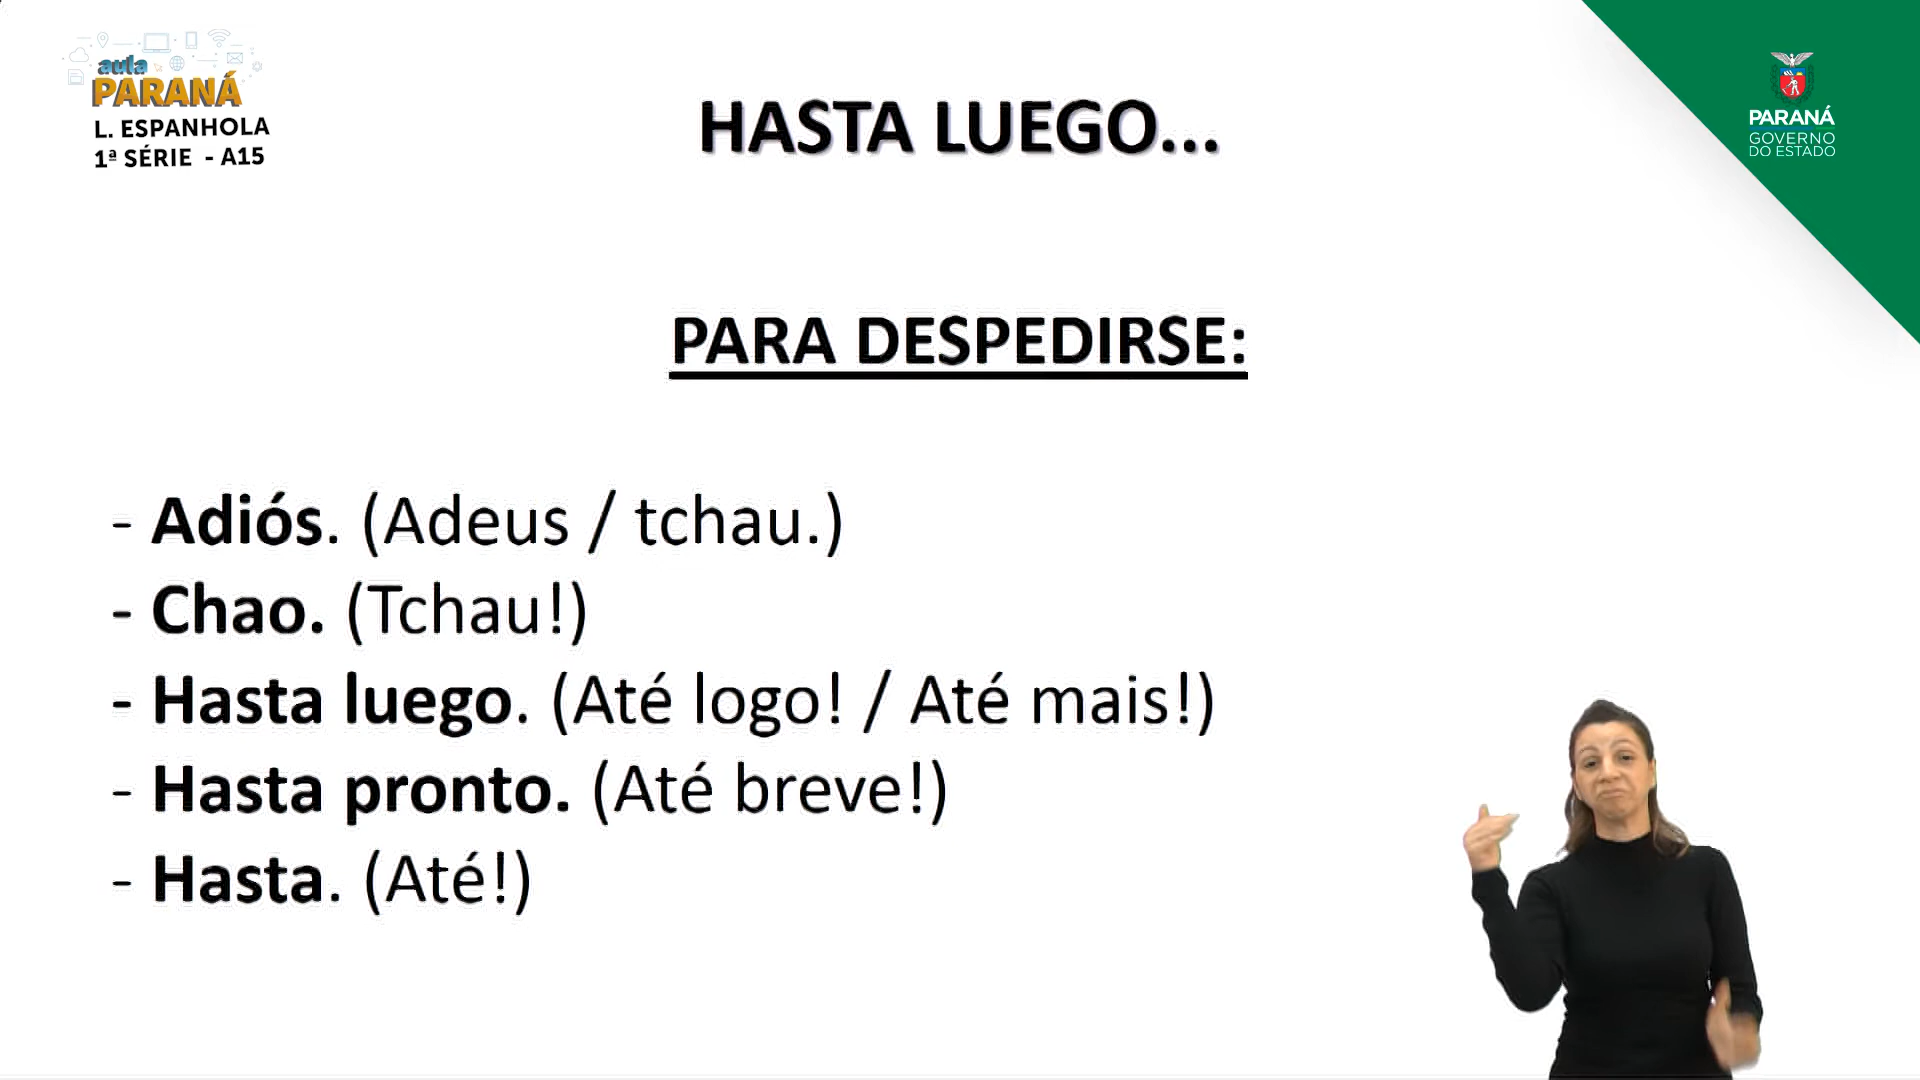 aula
PARANÁ
L. ESPANHOLA
1ª SÉRIE - A15
HASTA LUEGO...
PARANÁ
GOVERNO
DO ESTADO
PARA DESPEDIRSE:
- Adiós. (Adeus / tchau.)
- Chao. (Tchau!)
- Hasta luego. (Até logo! / Até mais!)
- Hasta pronto. (Até breve!)
- Hasta. (Até!)